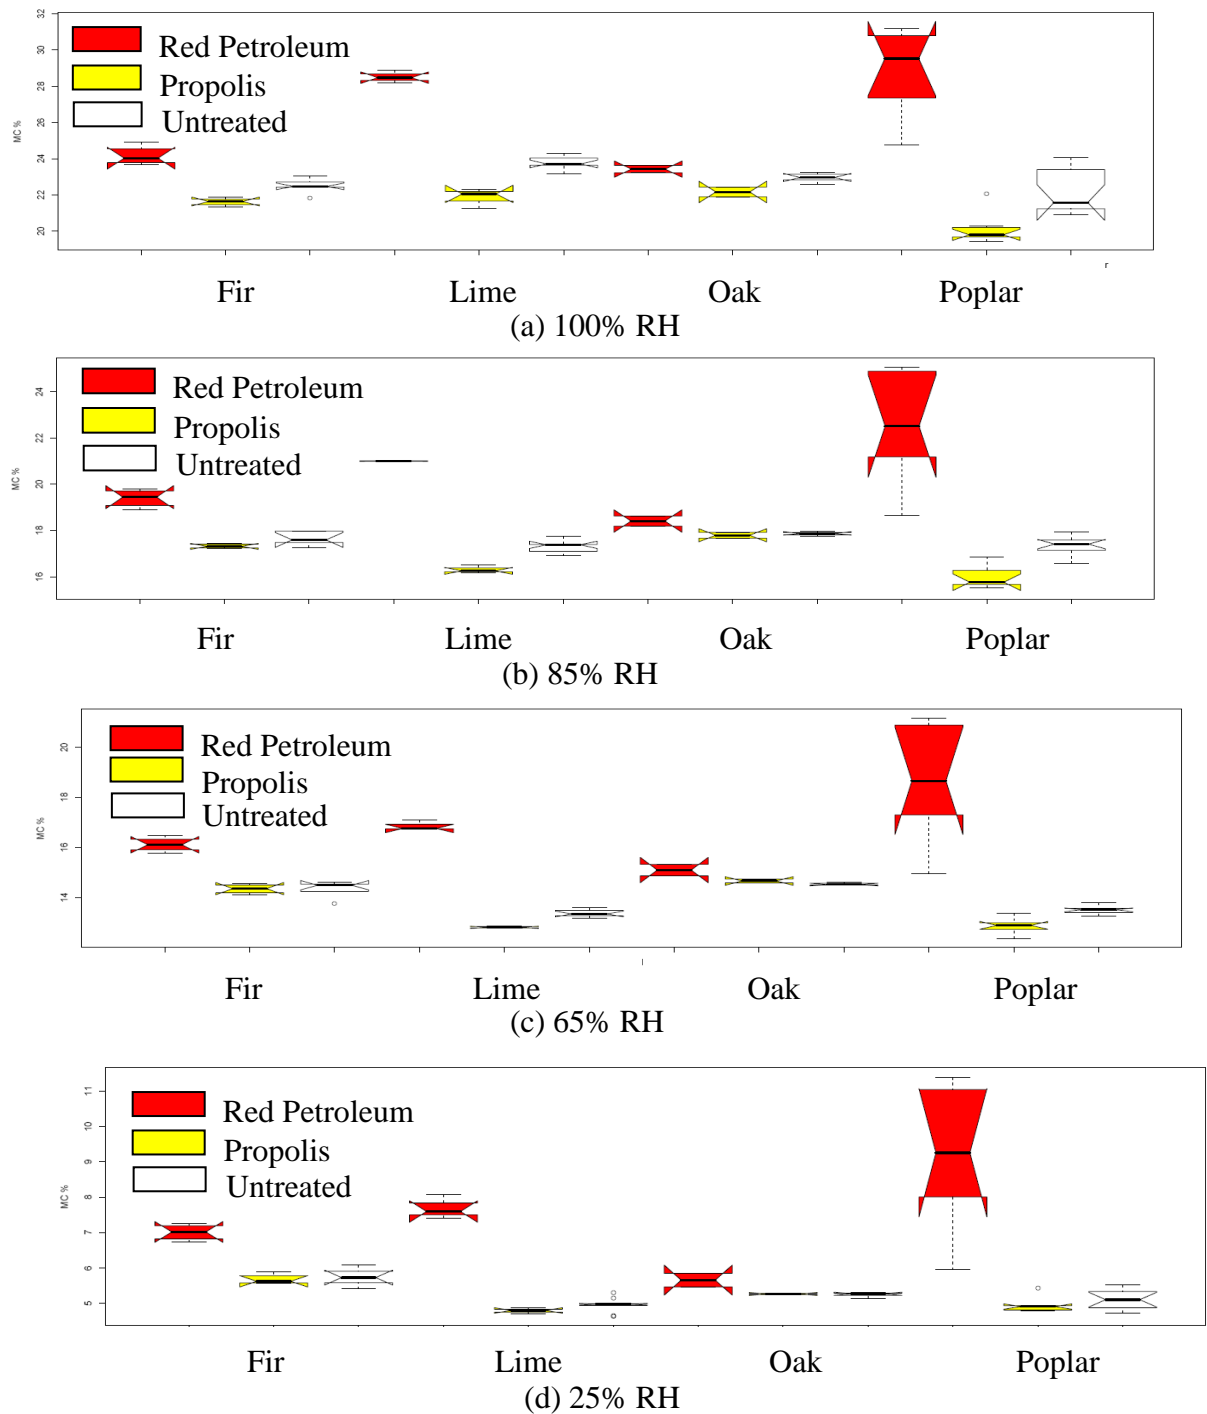 32
30
28
26
24
22
20
MC %
Red Petroleum
Propolis
Untreated
r
Fir Lime Oak Poplar
(a) 100% RH
24
22
20
18
16
MC %
Red Petroleum
Propolis
Untreated
Fir Lime Oak Poplar
(b) 85% RH
20
18
16
14
MC %
Red Petroleum
Propolis
Untreated
Fir Lime Oak Poplar
(c) 65% RH
11
10
9
8
7
6
5
MC %
Red Petroleum
Propolis
Untreated
Fir Lime Oak Poplar
(d) 25% RH